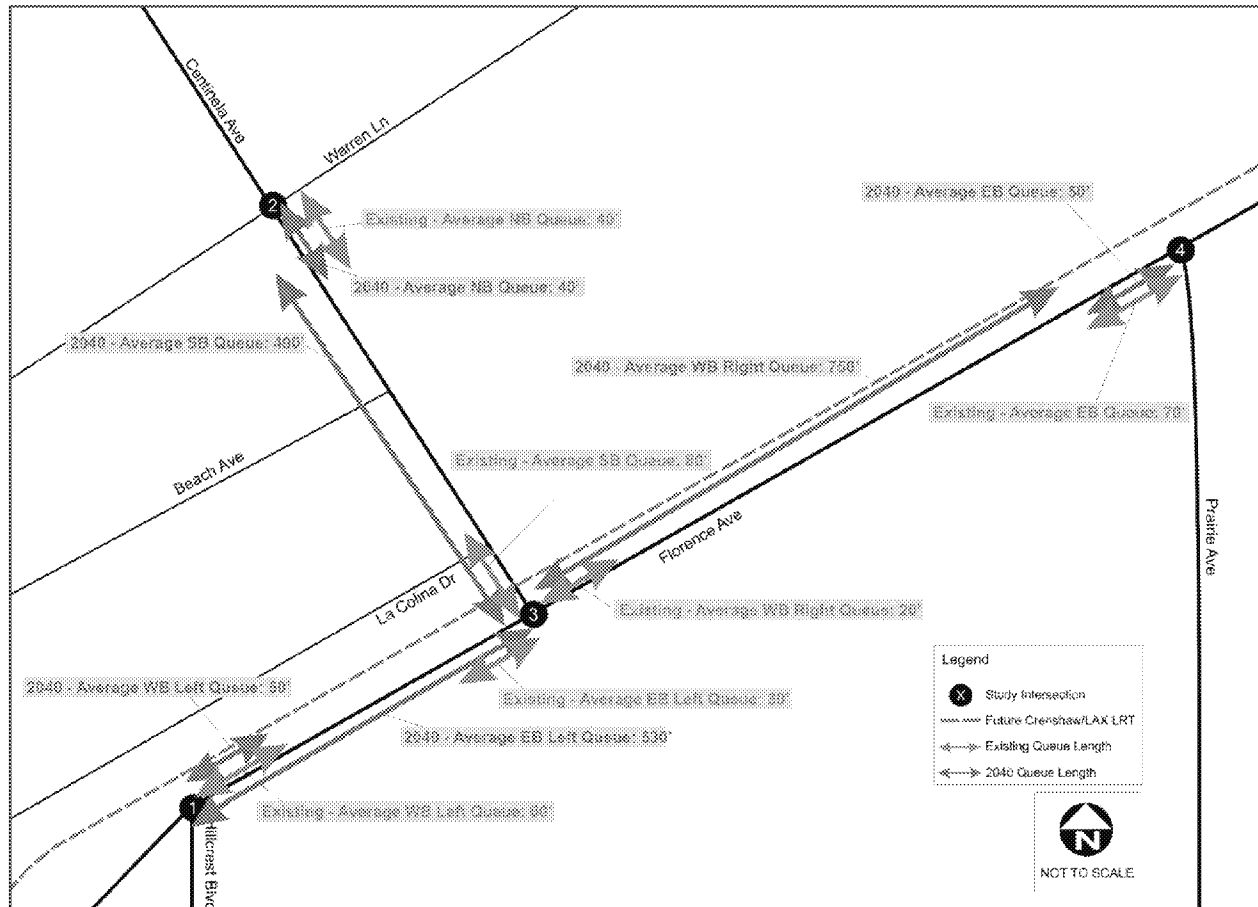 Centinela Ave
Warren Ln
2
Existing - Average NB Queue: 40'
2040 - Average NB Queue: 40'
2040 - Average EB Queue: 50'
4
2040 - Average SB Queue:
2040 - Average WB Right Queue: 750'
Existing - Average EB Queue: 70'
Beach Ave
Existing - Average SB Queue: 80'
Florence Ave
Prairie Ave
La Colina Dr
3
Existing - Average WB Right Queue: 20'
2040 - Average WB Left Queue: 50'
Existing - Average EB Left Queue:
2040 - Average EB Left Queue: 530'
Existing - Average WB Left Queue:
1
Hillcrest Blvd
Legend
X Study Intersection
Future Crenshaw/LAX LRT
Existing Queue Length
2040 Queue Length
N
NOT TO SCALE